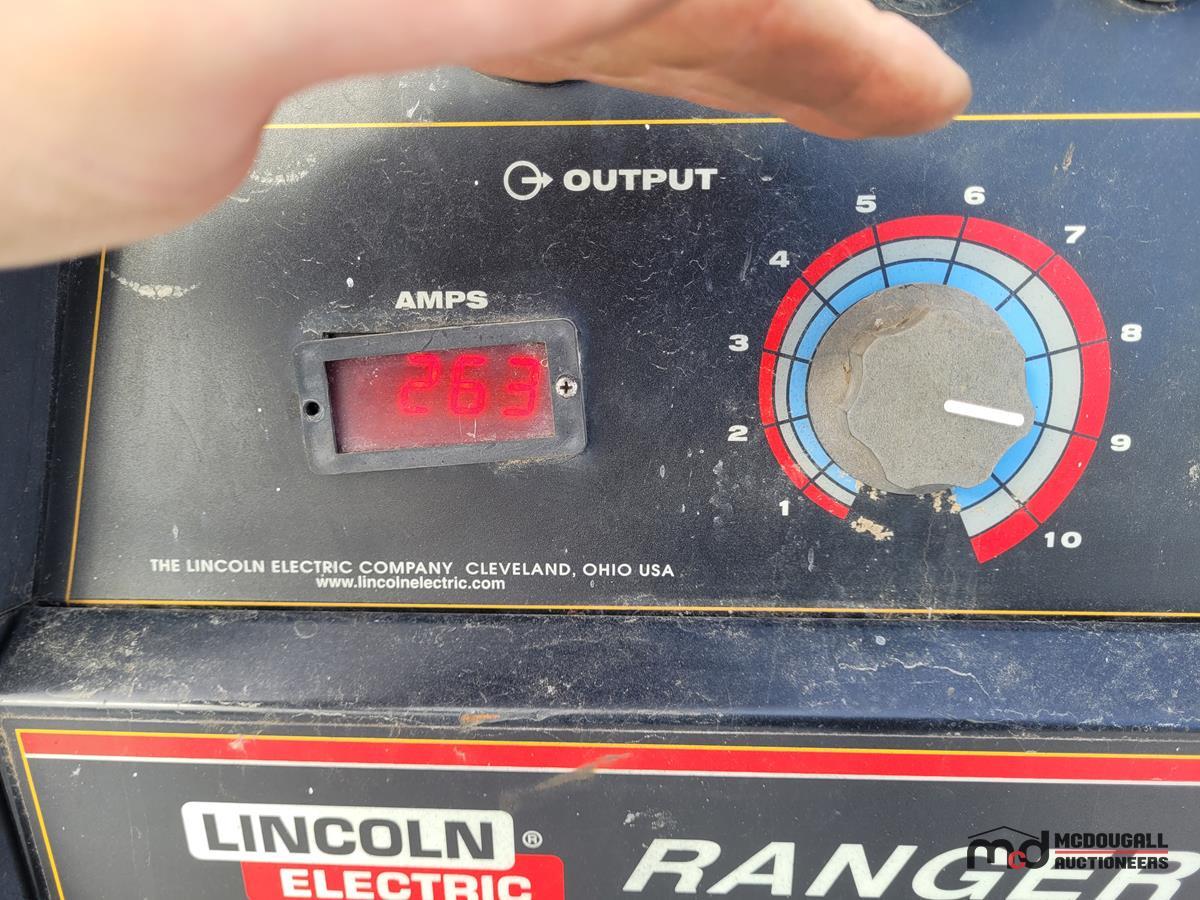 OUTPUT
AMPS
263
5
6
4
7
3
8
2
9
1
10
THE LINCOLN ELECTRIC COMPANY CLEVELAND, OHIO USA
www.lincolnelectric.com
LINCOLN ®
ELECTRIC
RANGER
mcd MCDOUGALL
AUCTIONEERS